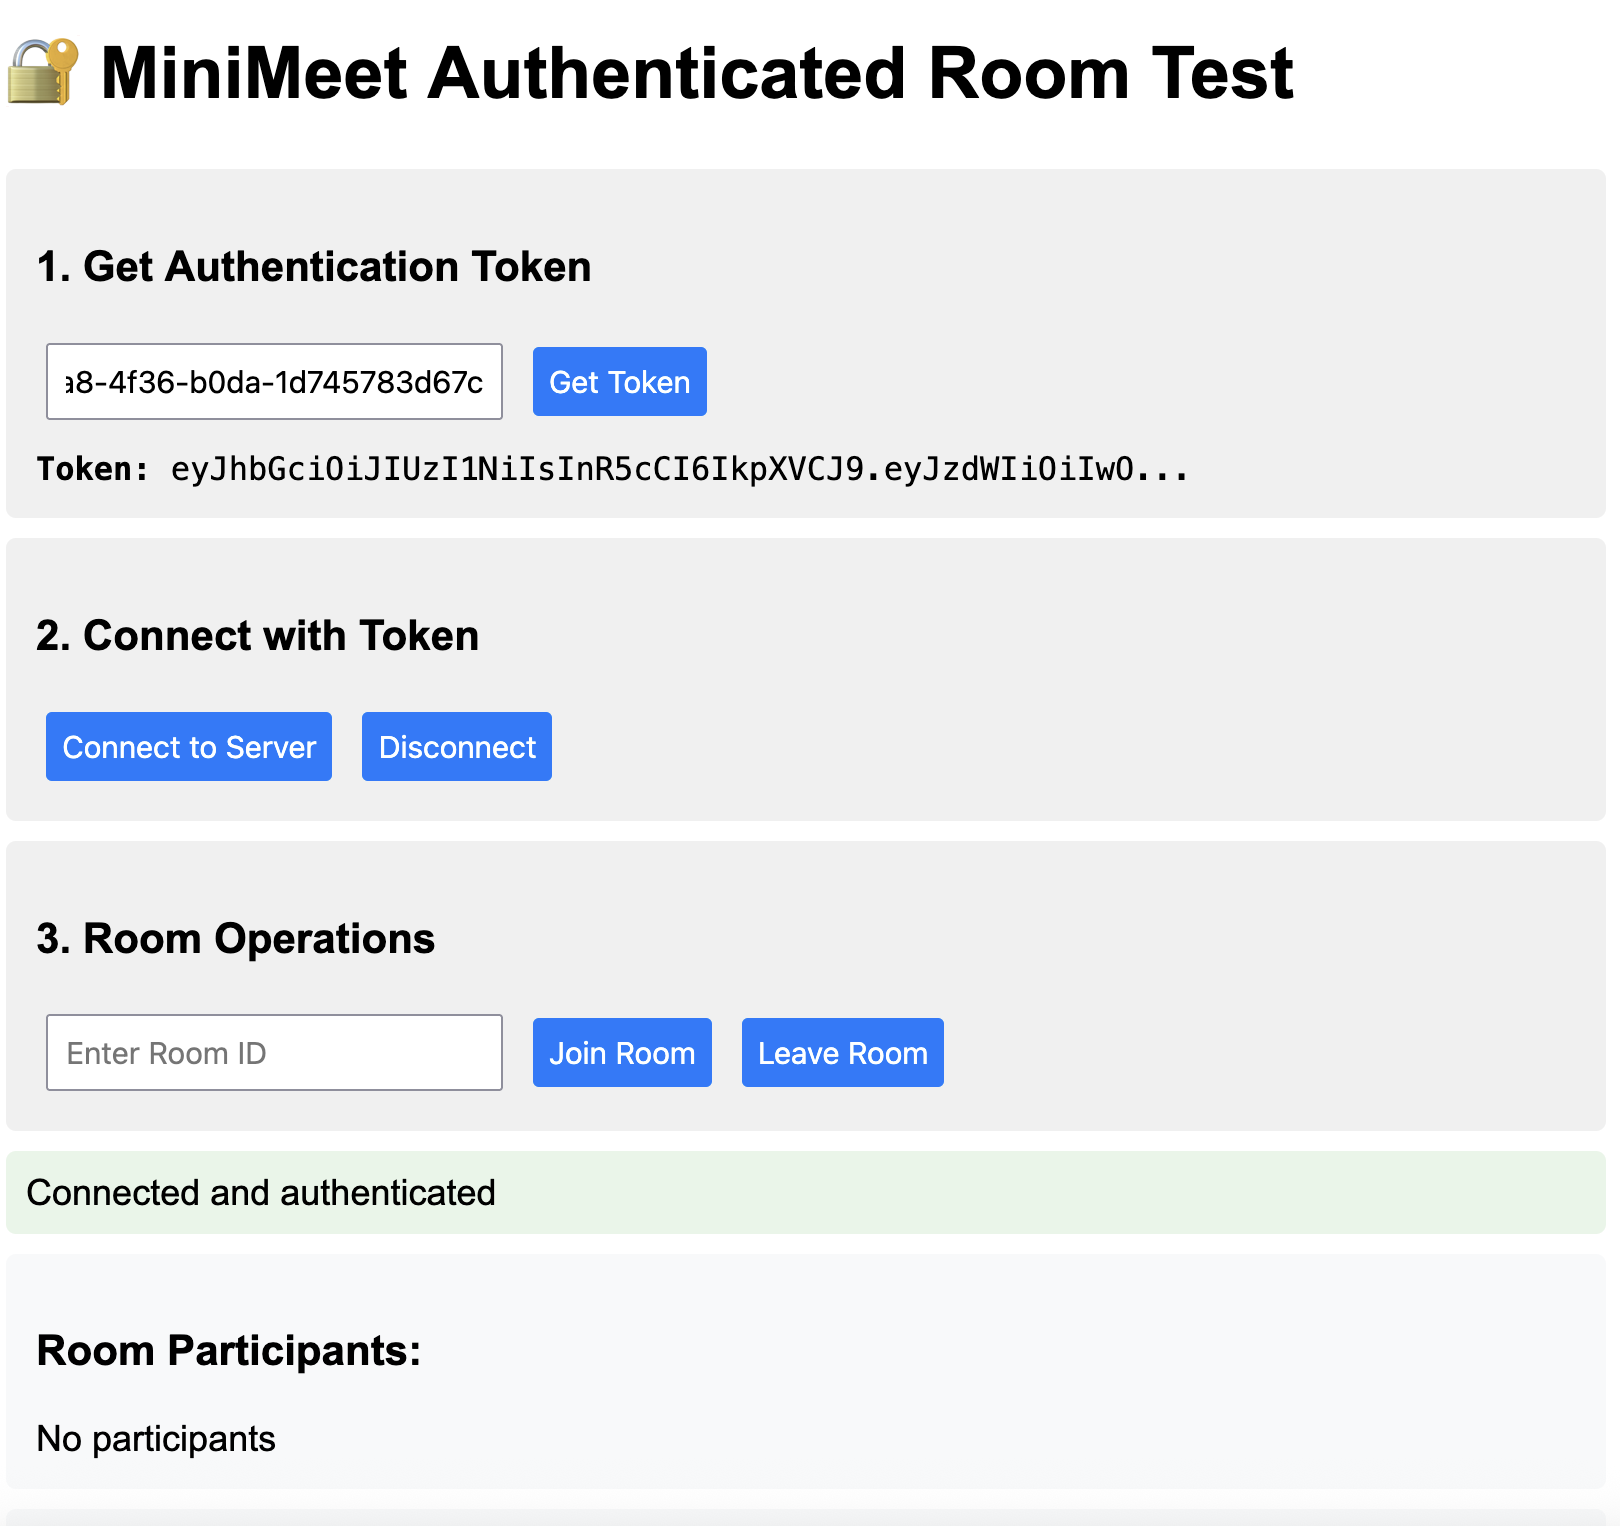 🔐 MiniMeet Authenticated Room Test
1. Get Authentication Token
a8-4f36-b0da-1d745783d67c
Get Token
Token: eyJhbGciOiJIUzI1NiIsInR5cCI6IkpXVCJ9.eyJzdWIiOiIwO...
2. Connect with Token
Connect to Server
Disconnect
3. Room Operations
Enter Room ID
Join Room
Leave Room
Connected and authenticated
Room Participants:
No participants